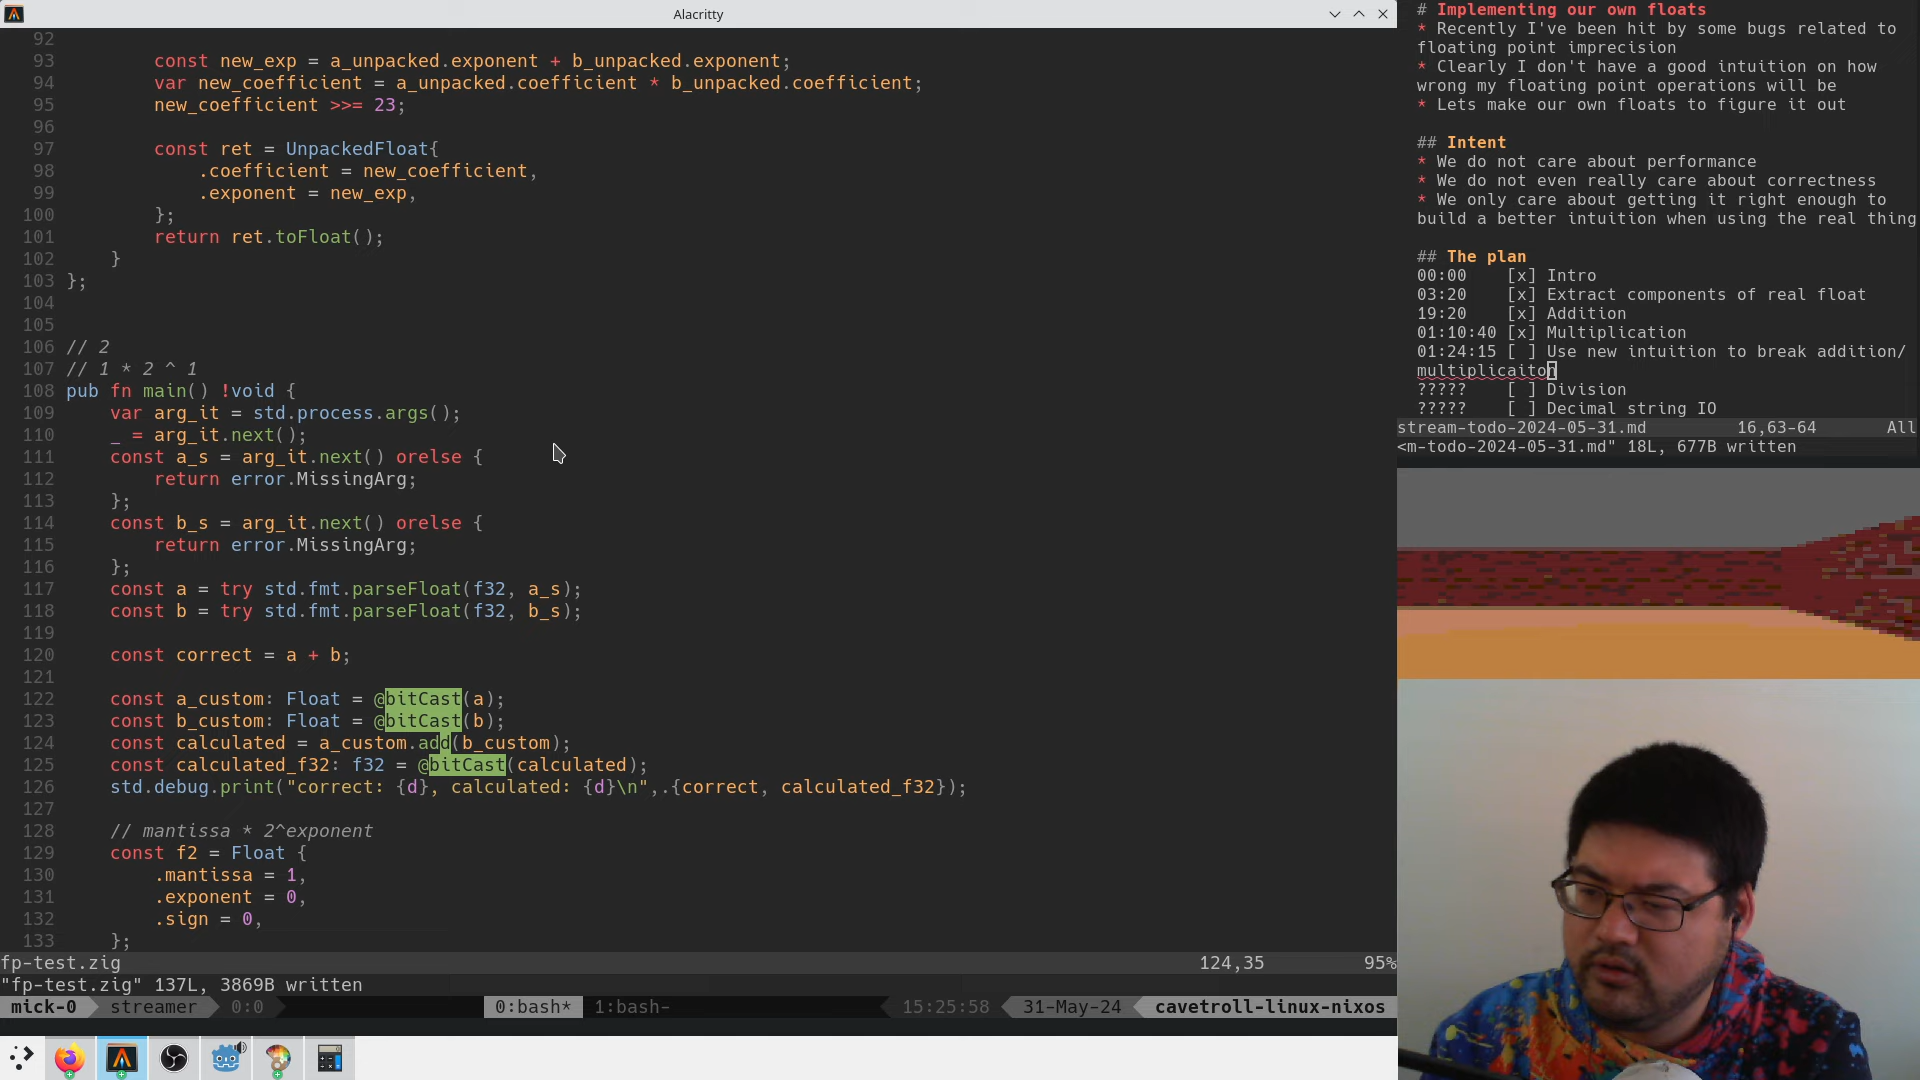 Alacritty
92
93 const new_exp = a_unpacked.exponent + b_unpacked.exponent;
94 var new_coefficient = a_unpacked.coefficient * b_unpacked.coefficient;
95 new_coefficient >>= 23;
96
97 const ret = UnpackedFloat{
98 .coefficient = new_coefficient,
99 .exponent = new_exp,
100 };
101 return ret.toFloat();
102 }
103 };
104
105
106 // 2
107 // 1 * 2 ^ 1
108 pub fn main() !void {
109 var arg_it = std.process.args();
110 _ = arg_it.next();
111 const a_s = arg_it.next() orelse {
112 return error.MissingArg;
113 };
114 const b_s = arg_it.next() orelse {
115 return error.MissingArg;
116 };
117 const a = try std.fmt.parseFloat(f32, a_s);
118 const b = try std.fmt.parseFloat(f32, b_s);
119
120 const correct = a + b;
121
122 const a_custom: Float = @bitCast(a);
123 const b_custom: Float = @bitCast(b);
124 const calculated = a_custom.add(b_custom);
125 const calculated_f32: f32 = @bitCast(calculated);
126 std.debug.print("correct: {d}, calculated: {d}\n",.{correct, calculated_f32});
127
128 // mantissa * 2^exponent
129 const f2 = Float {
130 .mantissa = 1,
131 .exponent = 0,
132 .sign = 0,
133 };
fp-test.zig 124,35 95%
"fp-test.zig" 137L, 3869B written
mick-0 streamer 0:0 0:bash* 1:bash- 15:25:58 31-May-24 cavetroll-linux-nixos
# Implementing our own floats
* Recently I've been hit by some bugs related to
floating point imprecision
* Clearly I don't have a good intuition on how
wrong my floating point operations will be
* Lets make our own floats to figure it out
## Intent
* We do not care about performance
* We do not even really care about correctness
* We only care about getting it right enough to
build a better intuition when using the real thing
## The plan
00:00 [x] Intro
03:20 [x] Extract components of real float
19:20 [x] Addition
01:10:40 [x] Multiplication
01:24:15 [ ] Use new intuition to break addition/
multiplicaiton
????? [ ] Division
????? [ ] Decimal string IO
stream-todo-2024-05-31.md 16,63-64 All
<m-todo-2024-05-31.md" 18L, 677B written